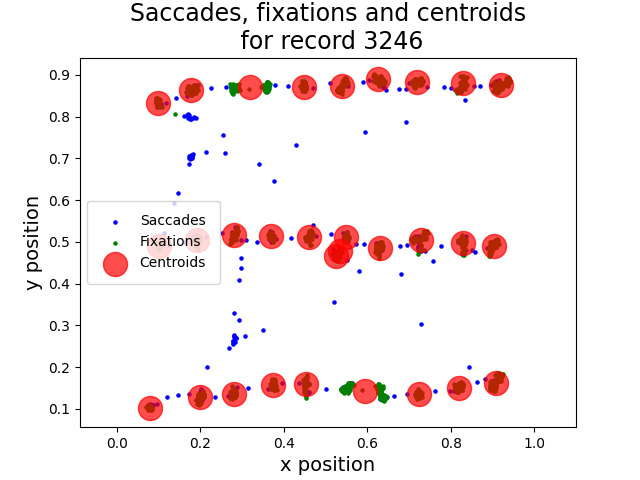 Saccades, fixations and centroids
for record 3246
0.9
0.8
0.7
0.6
0.5
0.4
0.3
0.2
0.1
y position
Saccades
Fixations
Centroids
0.0
0.2
0.4
0.6
0.8
1.0
x position